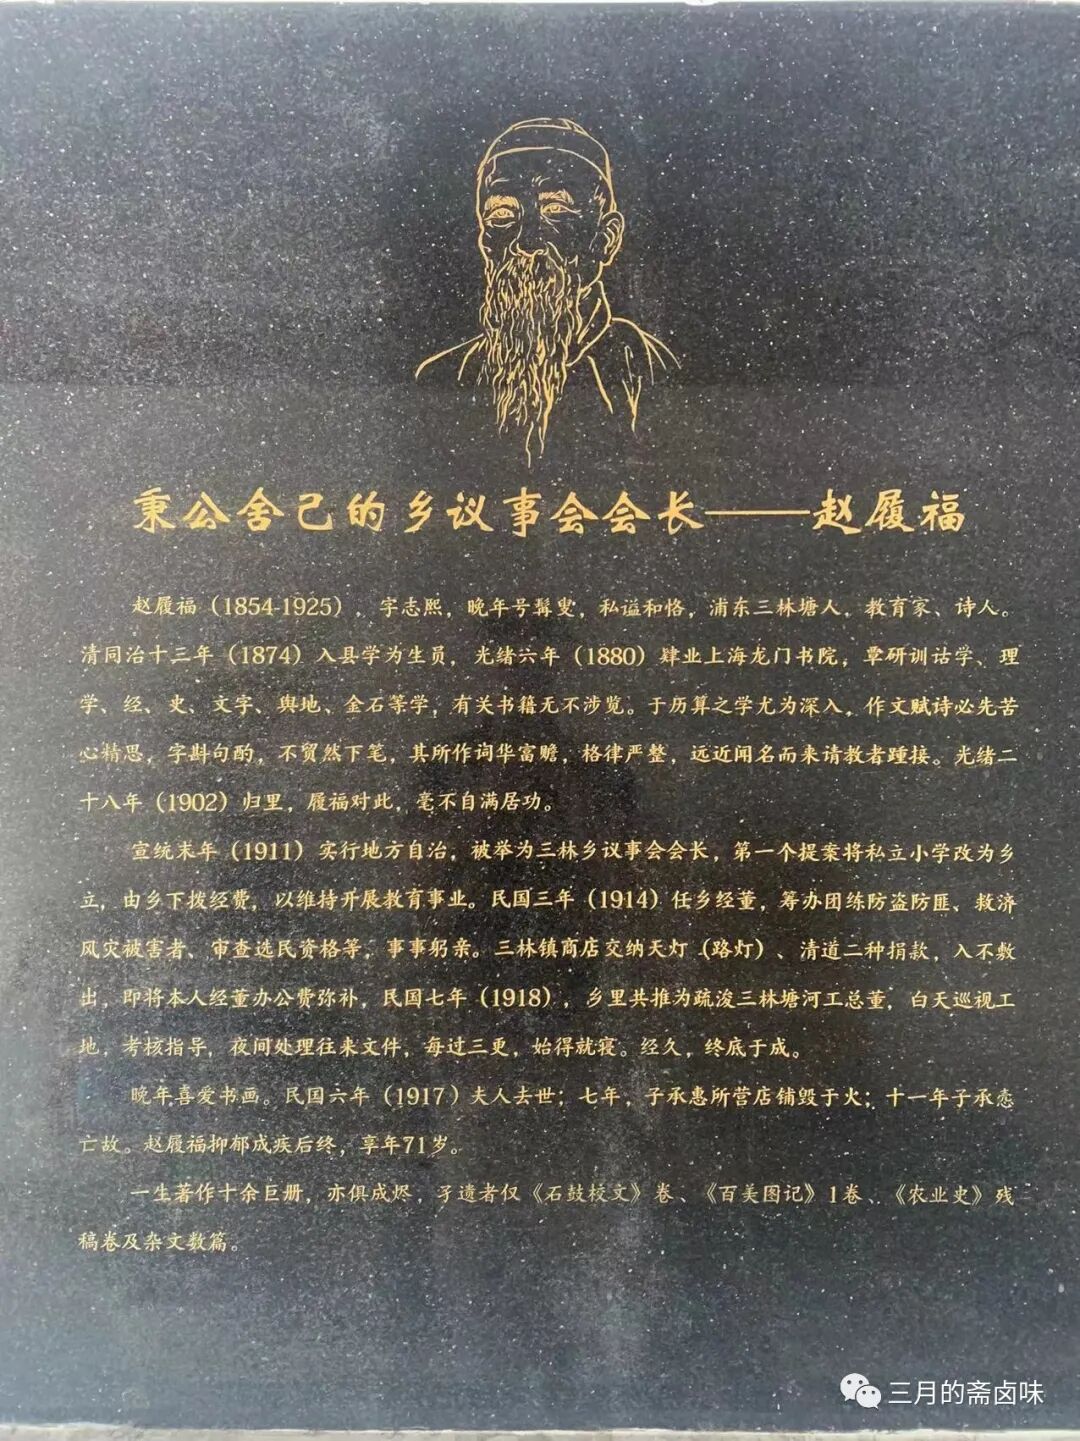 秉公舍己的乡议事会会长——赵履福
赵履福（1854-1925），字志熙，晚年号髯叟，私谥和恪，浦东三林塘人，教育家、诗人。
清同治十三年（1874）入县学为生员，光绪六年（1880）肄业上海龙门书院，覃研训诂学、理
学、经、史、文字、舆地、金石等学，有关书籍无不涉览。于历算之学尤为深入，作文赋诗必先苦
心精思，字斟句酌，不贸然下笔，其所作词华富赡，格律严整，远近闻名而来请教者踵接。光绪二
十八年（1902）归里，履福对此，毫不自满居功。
宣统末年（1911）实行地方自治，被举为三林乡议事会会长，第一个提案将私立小学改为乡
立，由乡下拨经费，以维持开展教育事业。民国三年（1914）任乡经董，筹办团练防盗防匪、救济
风灾被害者、审查选民资格等，事事躬亲。三林镇商店交纳天灯（路灯）、清道二种捐款，入不敷
出，即将本人经董办公费弥补，民国七年（1918），乡里共推为疏浚三林塘河工总董，白天巡视工
地，考核指导，夜间处理往来文件，每过三更，始得就寝。经久，终底于成。
晚年喜爱书画。民国六年（1917）夫人去世；七年，子承惠所营店铺毁于火；十一年子承悫
亡故。赵履福抑郁成疾后终，享年71岁。
一生著作十余巨册，亦俱成烬，孑遗者仅《石鼓校文》卷、《百美图记》1卷、《农业史》残
稿卷及杂文数篇。
三月的斋卤味